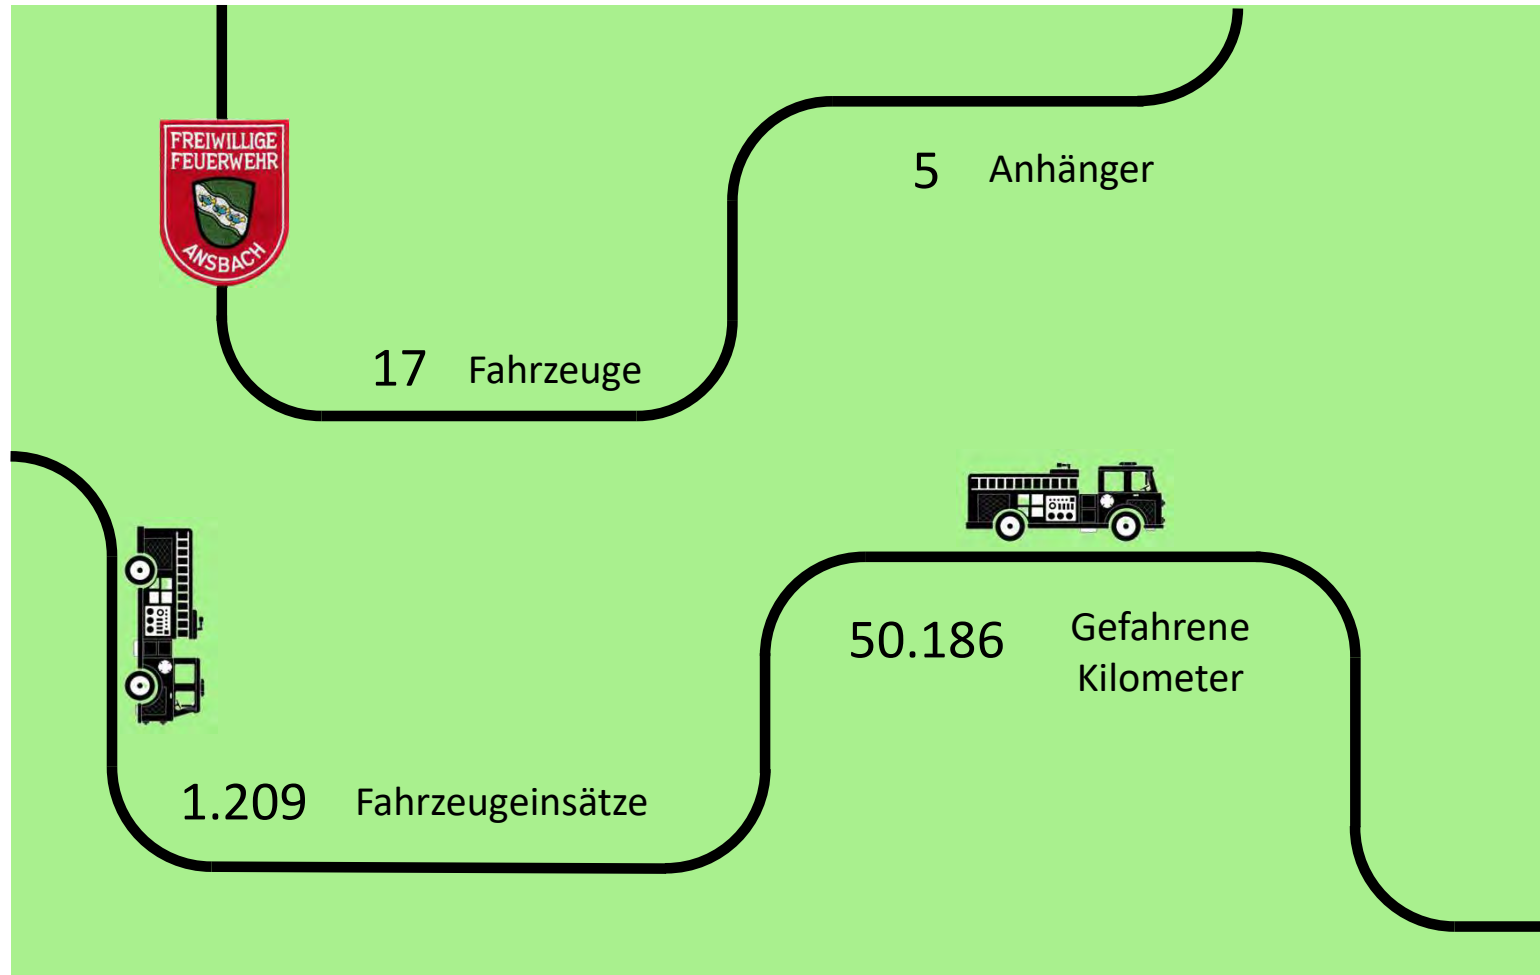 FREIWILLIGE
FEUERWEHR
ANSBACH
5 Anhänger
17 Fahrzeuge
50.186 Gefahrene
Kilometer
1.209 Fahrzeugeinsätze